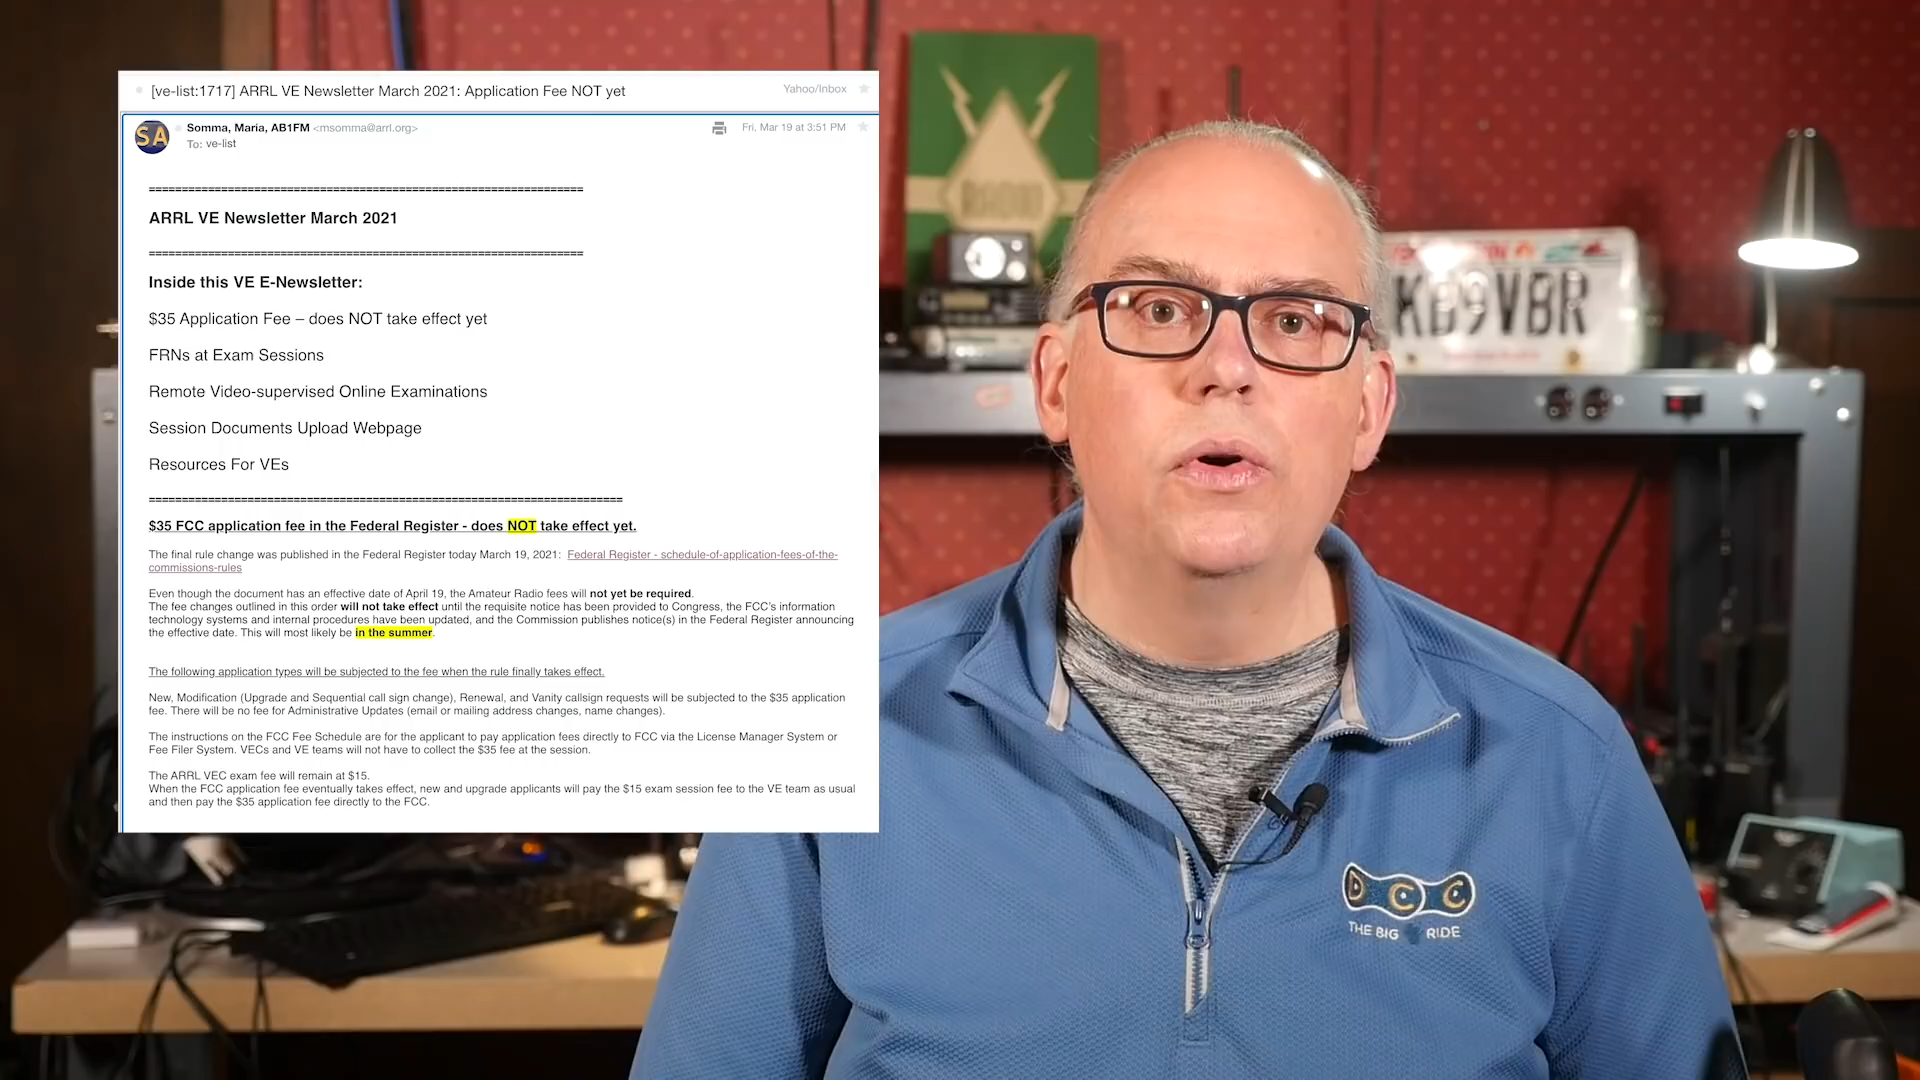 [ve-list:1717] ARRL VE Newsletter March 2021: Application Fee NOT yet
Yahoo/Inbox
SA
Somma, Maria, AB1FM <msomma@arrl.org>
Fri, Mar 19 at 3:51 PM
To: ve-list
==================================================================
ARRL VE Newsletter March 2021
==================================================================
Inside this VE E-Newsletter:
$35 Application Fee – does NOT take effect yet
FRNs at Exam Sessions
Remote Video-supervised Online Examinations
Session Documents Upload Webpage
Resources For VEs
========================================================================
$35 FCC application fee in the Federal Register - does NOT take effect yet.
The final rule change was published in the Federal Register today March 19, 2021: Federal Register - schedule-of-application-fees-of-the-
commissions-rules
Even though the document has an effective date of April 19, the Amateur Radio fees will not yet be required.
The fee changes outlined in this order will not take effect until the requisite notice has been provided to Congress, the FCC's information
technology systems and internal procedures have been updated, and the Commission publishes notice(s) in the Federal Register announcing
the effective date. This will most likely be in the summer.
The following application types will be subjected to the fee when the rule finally takes effect.
New, Modification (Upgrade and Sequential call sign change), Renewal, and Vanity callsign requests will be subjected to the $35 application
fee. There will be no fee for Administrative Updates (email or mailing address changes, name changes).
The instructions on the FCC Fee Schedule are for the applicant to pay application fees directly to FCC via the License Manager System or
Fee Filer System. VECs and VE teams will not have to collect the $35 fee at the session.
The ARRL VEC exam fee will remain at $15.
When the FCC application fee eventually takes effect, new and upgrade applicants will pay the $15 exam session fee to the VE team as usual
and then pay the $35 application fee directly to the FCC.
RADIO
KB9VBR
DCC
THE BIG RIDE